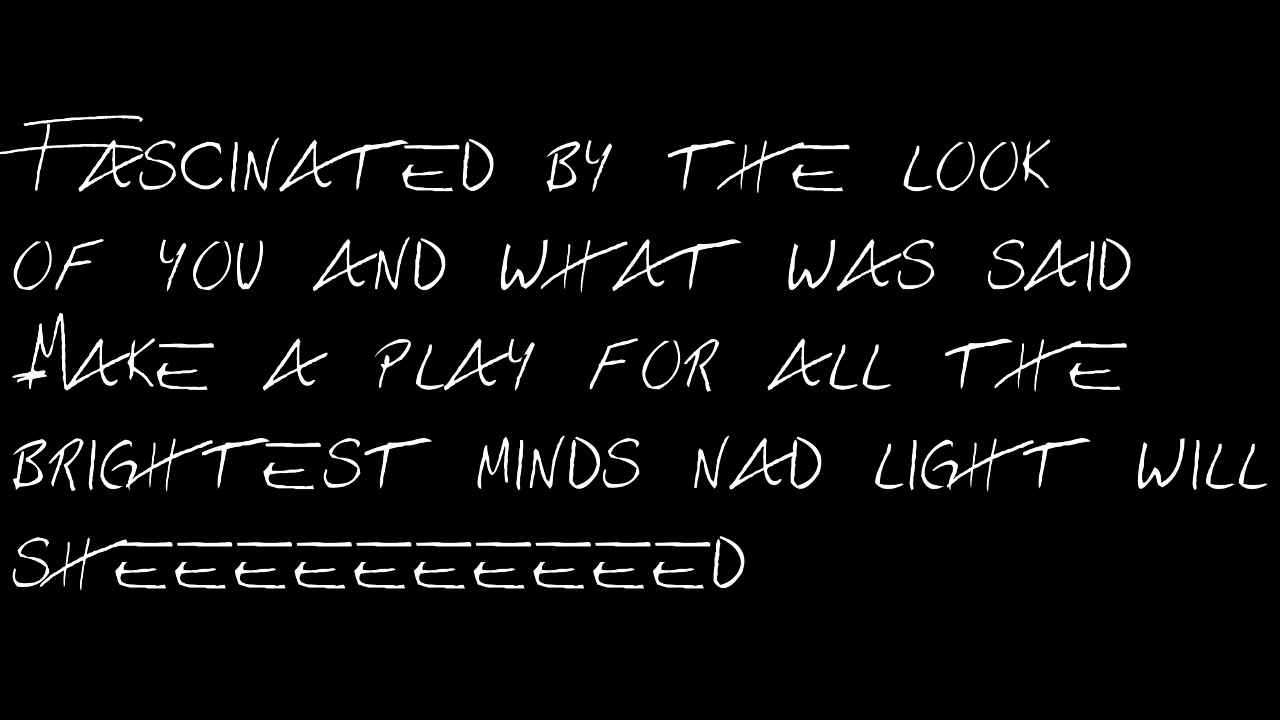 Fascinated by the look
of you and what was said
Make a play for all the
brightest minds nad light will
sheeeeeeeeeed